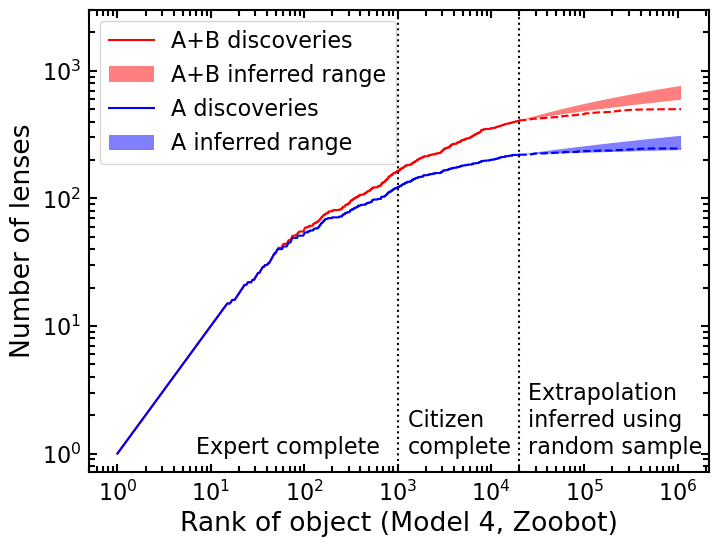 A+B discoveries
A+B inferred range
A discoveries
A inferred range
10³
10²
10¹
10⁰
Number of lenses
Expert complete
Citizen
complete
Extrapolation
inferred using
random sample
10⁰ 10¹ 10² 10³ 10⁴ 10⁵ 10⁶
Rank of object (Model 4, Zoobot)